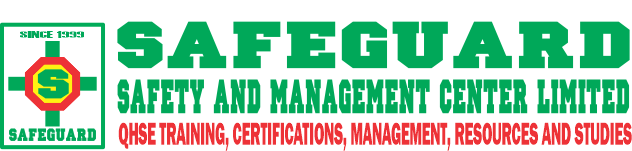 SINCE 1999
S
SAFEGUARD
SAFEGUARD
SAFETY AND MANAGEMENT CENTER LIMITED
QHSE TRAINING, CERTIFICATIONS, MANAGEMENT, RESOURCES AND STUDIES